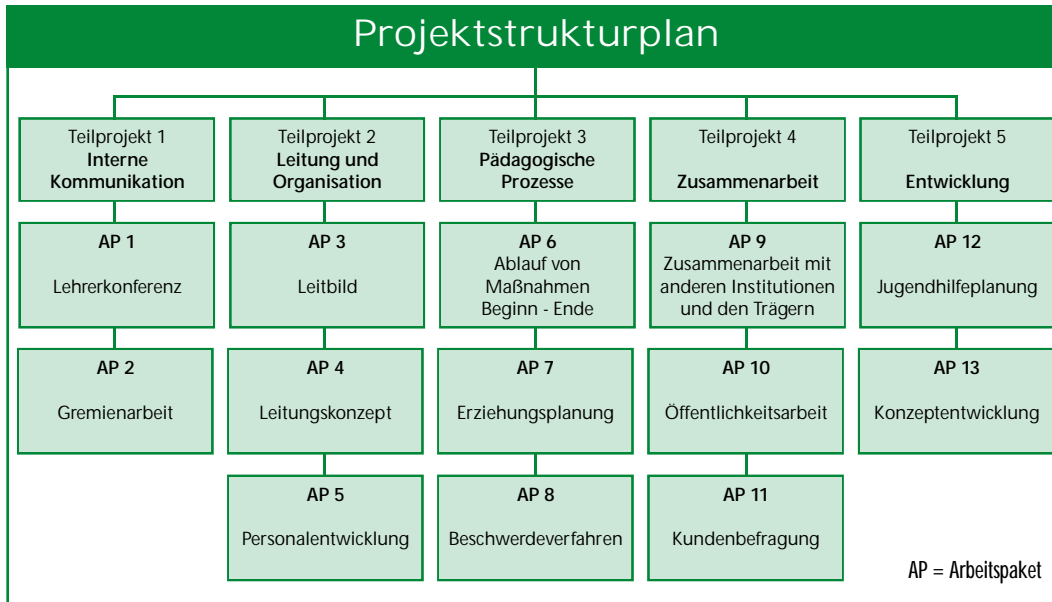 Projektstrukturplan
Teilprojekt 1
Interne
Kommunikation
Teilprojekt 2
Leitung und
Organisation
Teilprojekt 3
Pädagogische
Prozesse
Teilprojekt 4
Zusammenarbeit
Teilprojekt 5
Entwicklung
AP 1
Lehrerkonferenz
AP 3
Leitbild
AP 6
Ablauf von
Maßnahmen
Beginn - Ende
AP 9
Zusammenarbeit mit
anderen Institutionen
und den Trägern
AP 12
Jugendhilfeplanung
AP 2
Gremienarbeit
AP 4
Leitungskonzept
AP 7
Erziehungsplanung
AP 10
Öffentlichkeitsarbeit
AP 13
Konzeptentwicklung
AP 5
Personalentwicklung
AP 8
Beschwerdeverfahren
AP 11
Kundenbefragung
AP = Arbeitspaket